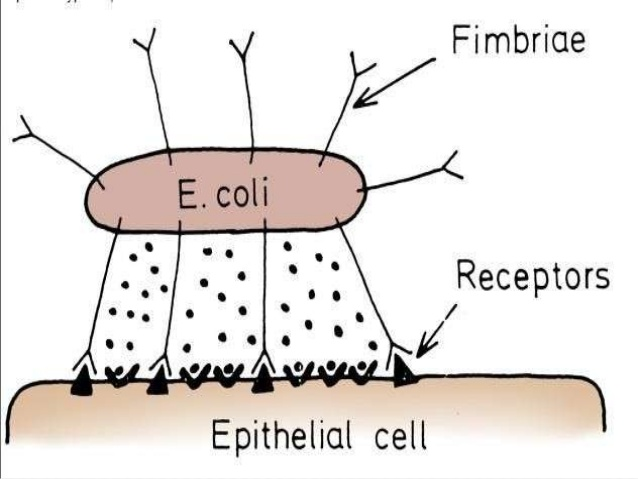 Fimbriae
E. coli
Receptors
Epithelial cell